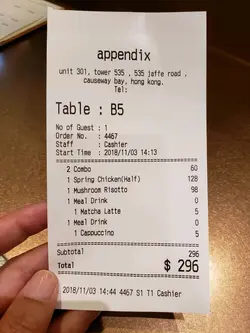 appendix
unit 301, tower 535 , 535 jaffe road ,
causeway bay, hong kong.
Tel:
Table : B5
No of Guest : 1
Order No. : 4467
Staff : Cashier
Start Time : 2018/11/03 14:13
2 Combo 60
1 Spring Chicken(Half) 128
1 Mushroom Risotto 98
1 Meal Drink 0
1 Matcha Latte 5
1 Meal Drink 0
1 Cappuccino 5
Subtotal 296
Total $ 296
2018/11/03 14:44 4467 S1 T1 Cashier